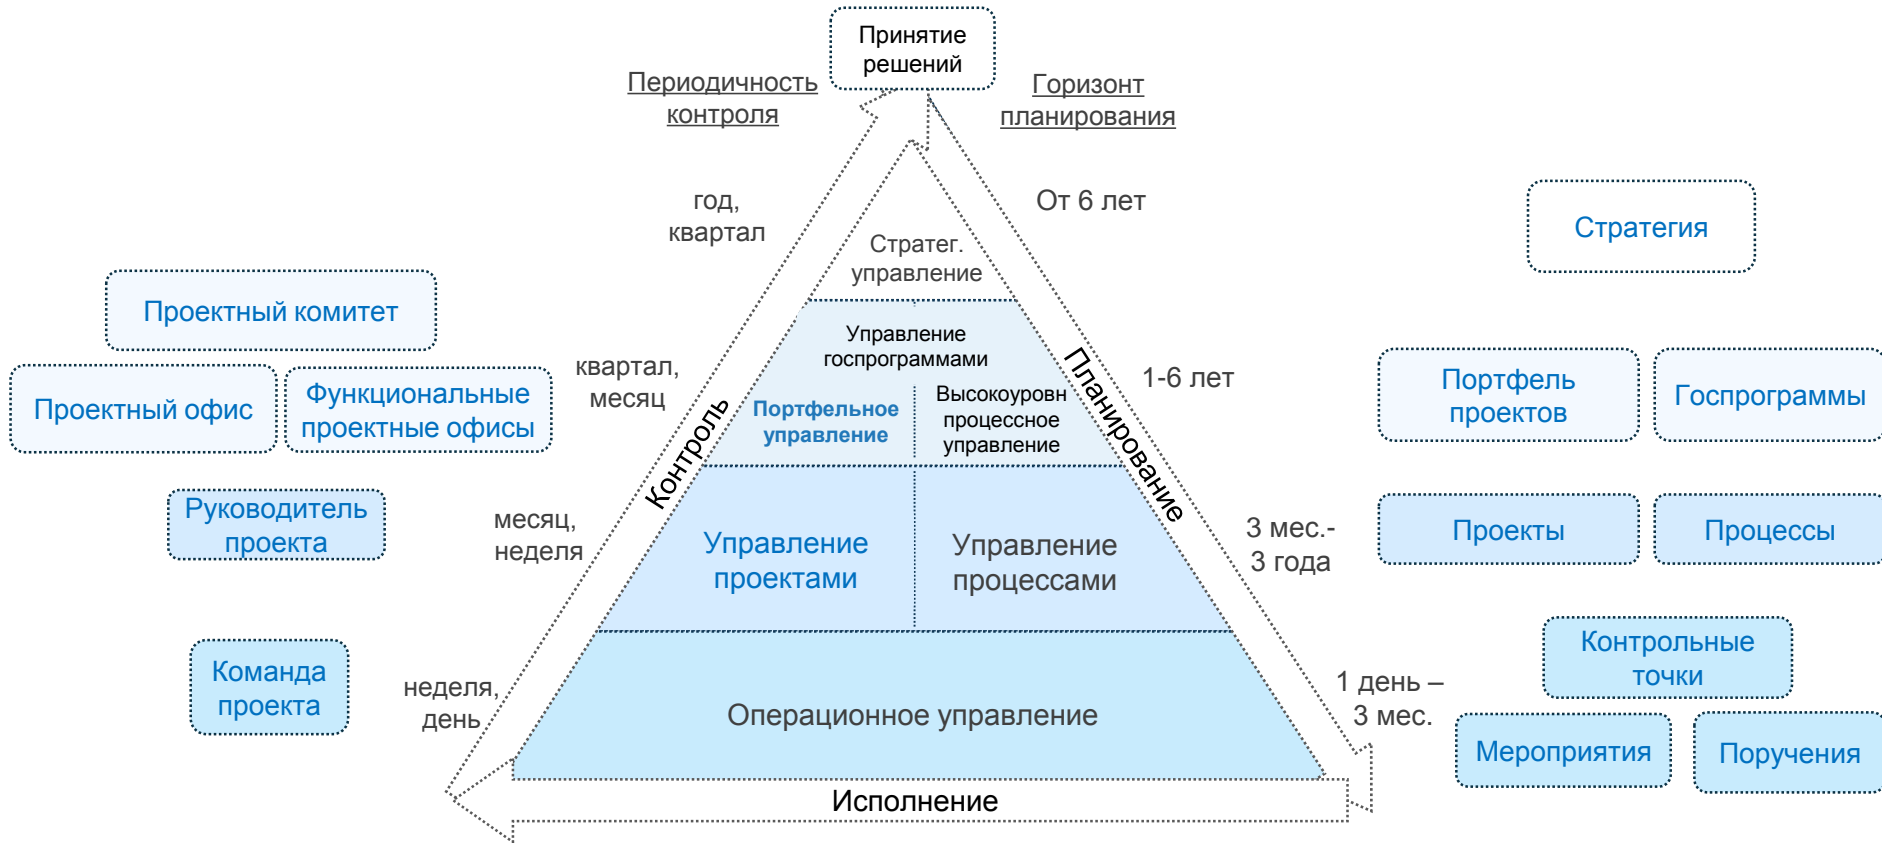 Принятие
решений
Периодичность
контроля
Горизонт
планирования
год,
квартал
От 6 лет
Стратегия
Стратег.
управление
Проектный комитет
Проектный офис
Функциональные
проектные офисы
квартал,
месяц
Контроль
Управление
госпрограммами
Портфельное
управление
Высокоуровн
процессное
управление
Планирование
1-6 лет
Портфель
проектов
Госпрограммы
Руководитель
проекта
месяц,
неделя
Управление
проектами
Управление
процессами
3 мес.-
3 года
Проекты
Процессы
Команда
проекта
неделя,
день
Операционное управление
1 день –
3 мес.
Контрольные
точки
Мероприятия
Поручения
Исполнение